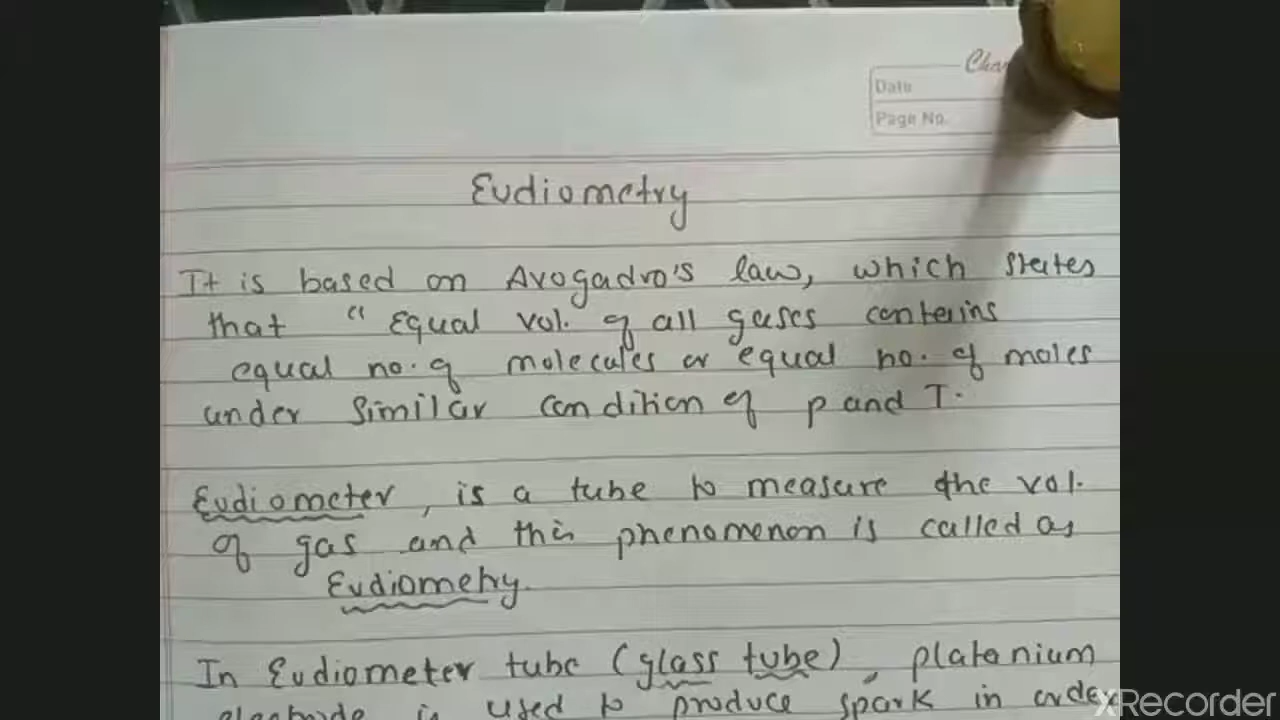 Cha
Date
Page No.
Eudiometry
It is based on Avogadro's law, which states
that "Equal vol. of all gases contains
equal no. of molecules or equal no. of moles
under similar condition of p and T.
Eudiometer, is a tube to measure the vol.
of gas and this phenomenon is called as
Eudiometry.
In Eudiometer tube (glass tube), platanium
electrode is used to produce spark in order
XRecorder